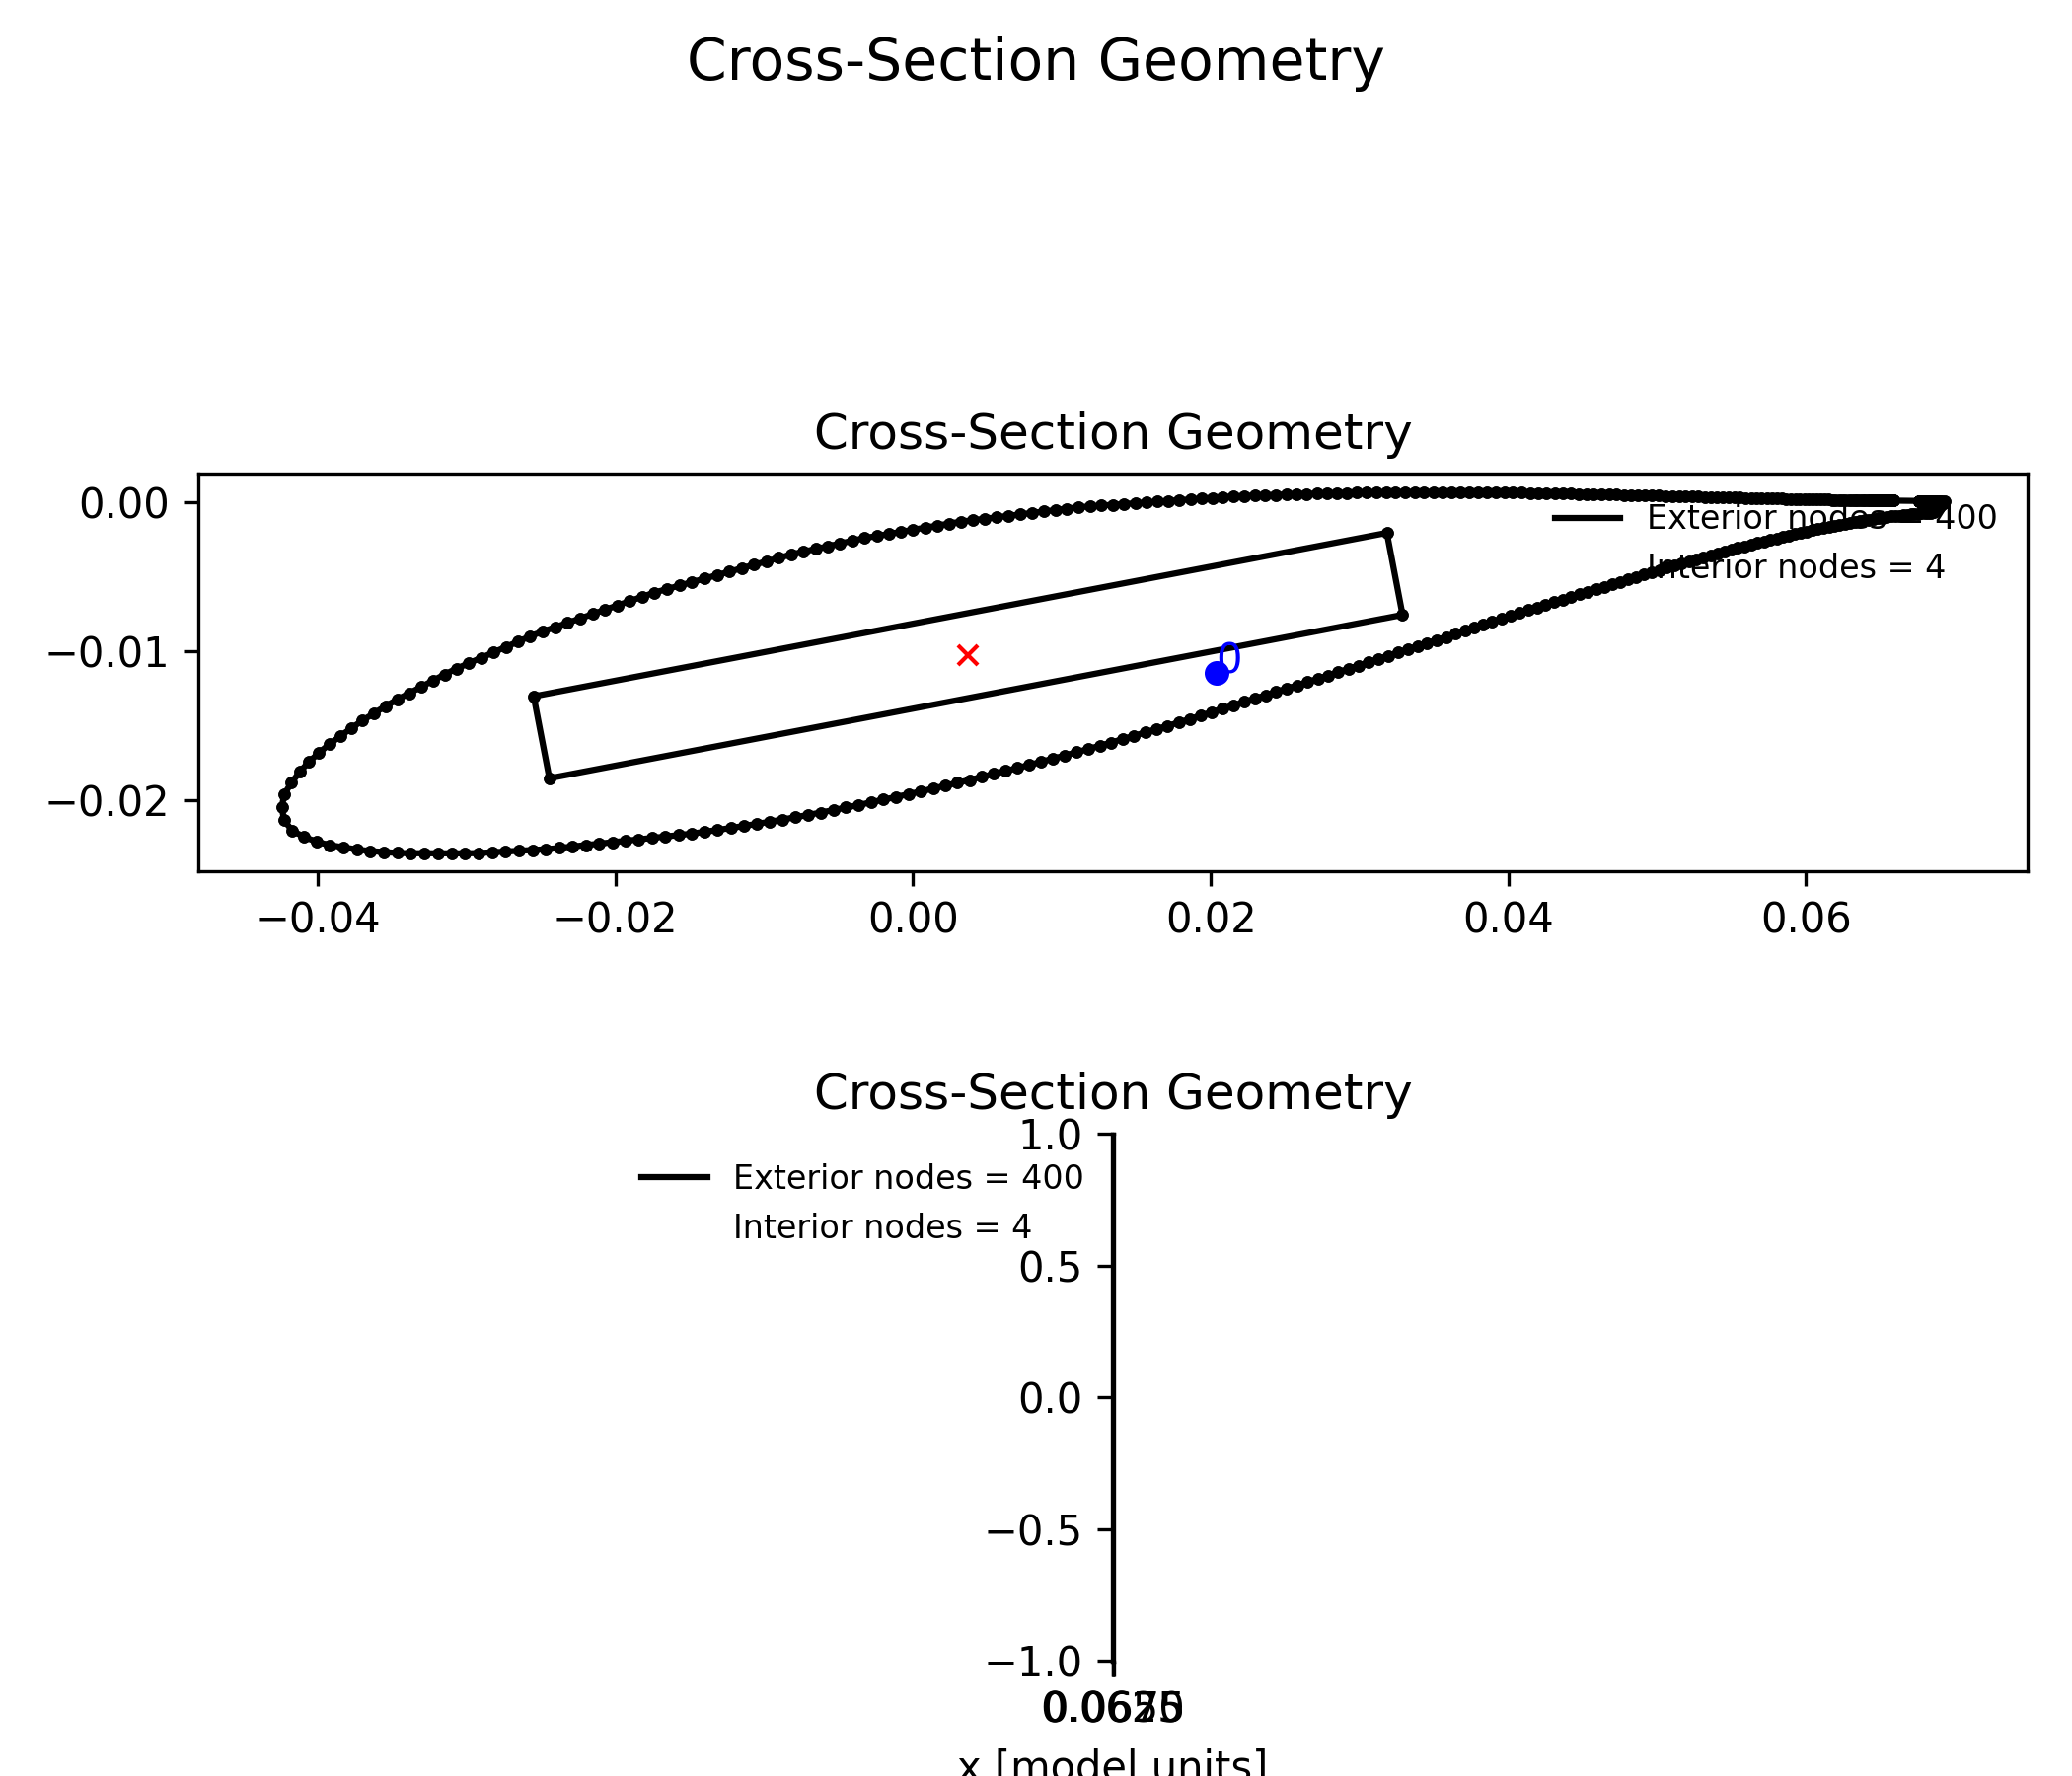 Cross-Section Geometry
Cross-Section Geometry
0.00
Exterior nodes = 400
Interior nodes = 4
−0.01
0
−0.02
−0.04 −0.02 0.00 0.02 0.04 0.06
Cross-Section Geometry
1.0
Exterior nodes = 400
Interior nodes = 4
0.5
0.0
−0.5
−1.0
x [model units]